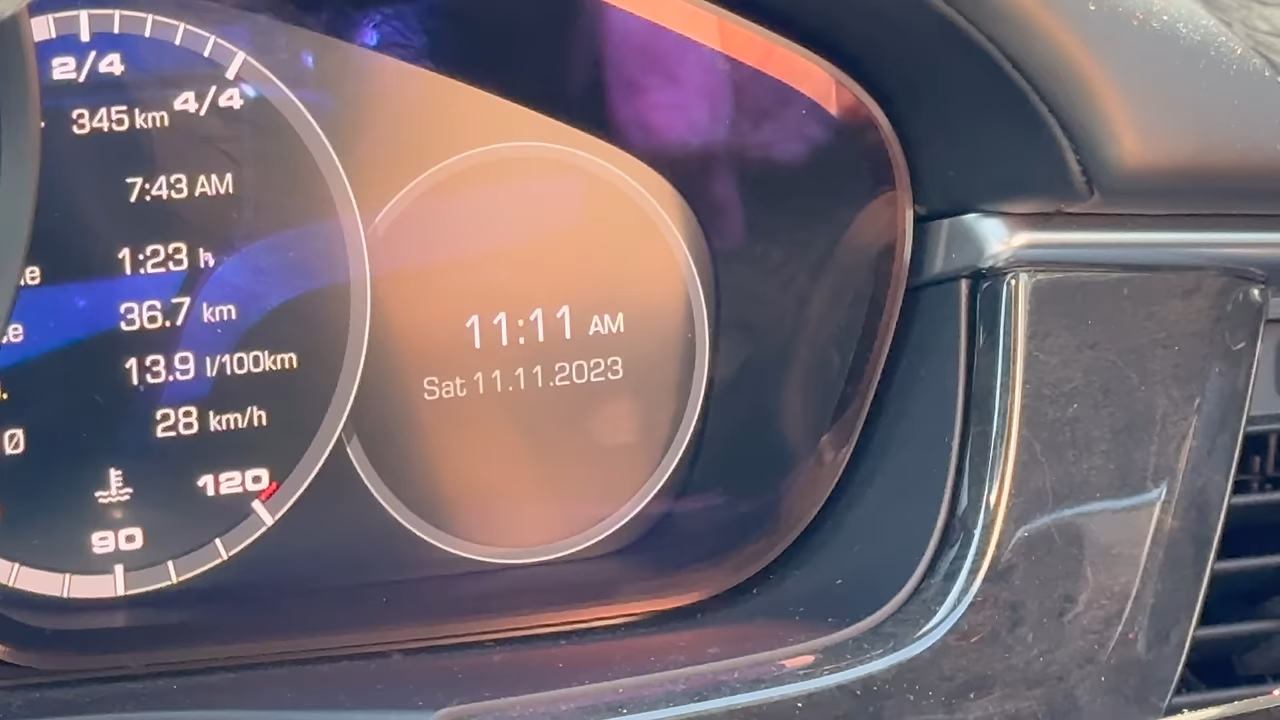 2/4
4/4
345 km
7:43 AM
1:23 h
36.7 km
13.9 l/100km
28 km/h
120
90
11:11 AM
Sat 11.11.2023